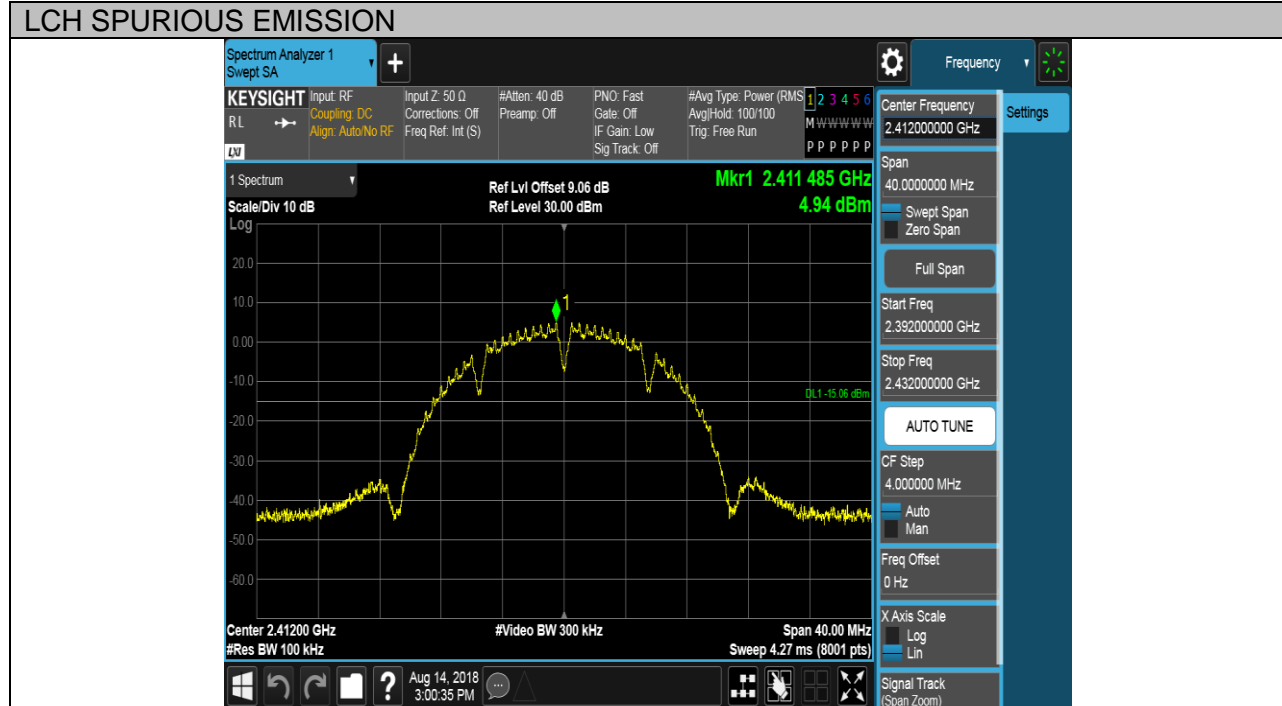 LCH SPURIOUS EMISSION
Spectrum Analyzer 1
Swept SA
+
Frequency
KEYSIGHT
RL
LXI
Input: RF
Coupling: DC
Align: Auto/No RF
Input Z: 50 Ω
Corrections: Off
Freq Ref: Int (S)
#Atten: 40 dB
Preamp: Off
PNO: Fast
Gate: Off
IF Gain: Low
Sig Track: Off
#Avg Type: Power (RMS
Avg|Hold: 100/100
Trig: Free Run
1 2 3 4 5 6
M W W W W W
P P P P P P
1 Spectrum
Scale/Div 10 dB
Ref Lvl Offset 9.06 dB
Ref Level 30.00 dBm
Mkr1 2.411 485 GHz
4.94 dBm
Log
20.0
10.0
0.00
-10.0
-20.0
-30.0
-40.0
-50.0
-60.0
1
DL1 -15.06 dBm
Center 2.41200 GHz
#Res BW 100 kHz
#Video BW 300 kHz
Span 40.00 MHz
Sweep 4.27 ms (8001 pts)
Center Frequency
2.412000000 GHz
Settings
Span
40.0000000 MHz
Swept Span
Zero Span
Full Span
Start Freq
2.392000000 GHz
Stop Freq
2.432000000 GHz
AUTO TUNE
CF Step
4.000000 MHz
Auto
Man
Freq Offset
0 Hz
X Axis Scale
Log
Lin
Signal Track
(Span Zoom)
?
Aug 14, 2018
3:00:35 PM